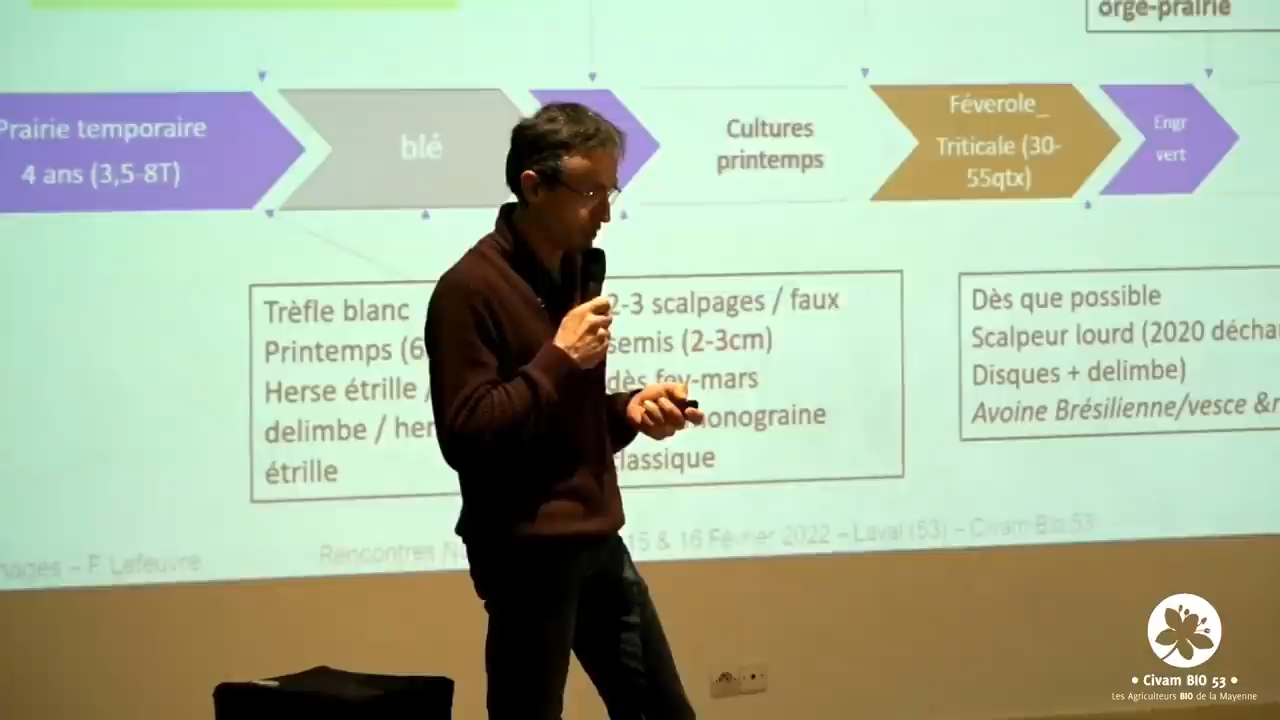 orge-prairie
Prairie temporaire
4 ans (3,5-8T)
blé
Cultures
printemps
Féverole_
Triticale (30-
55qtx)
Engr
vert
Trèfle blanc
Printemps (6
Herse étrille /
delimbe / her
étrille
2-3 scalpages / faux
semis (2-3cm)
dès fev-mars
monograine
classique
Dès que possible
Scalpeur lourd (2020 décha
Disques + delimbe)
Avoine Brésilienne/vesce &
nages – F. Lefeuvre
Rencontres N 15 & 16 Février 2022 – Laval (53) – Civam Bio 53
• Civam BIO 53 •
Les Agriculteurs BIO de la Mayenne